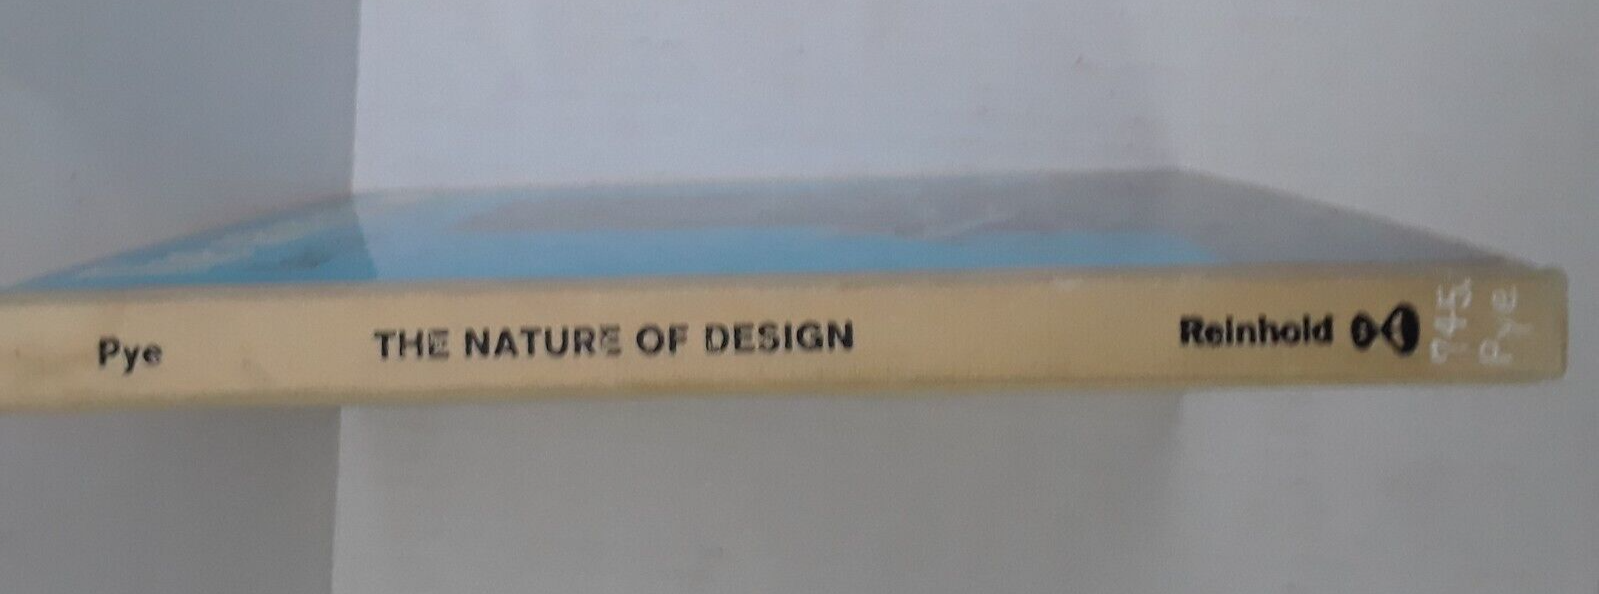 Pye
THE NATURE OF DESIGN
Reinhold
745.
Pye